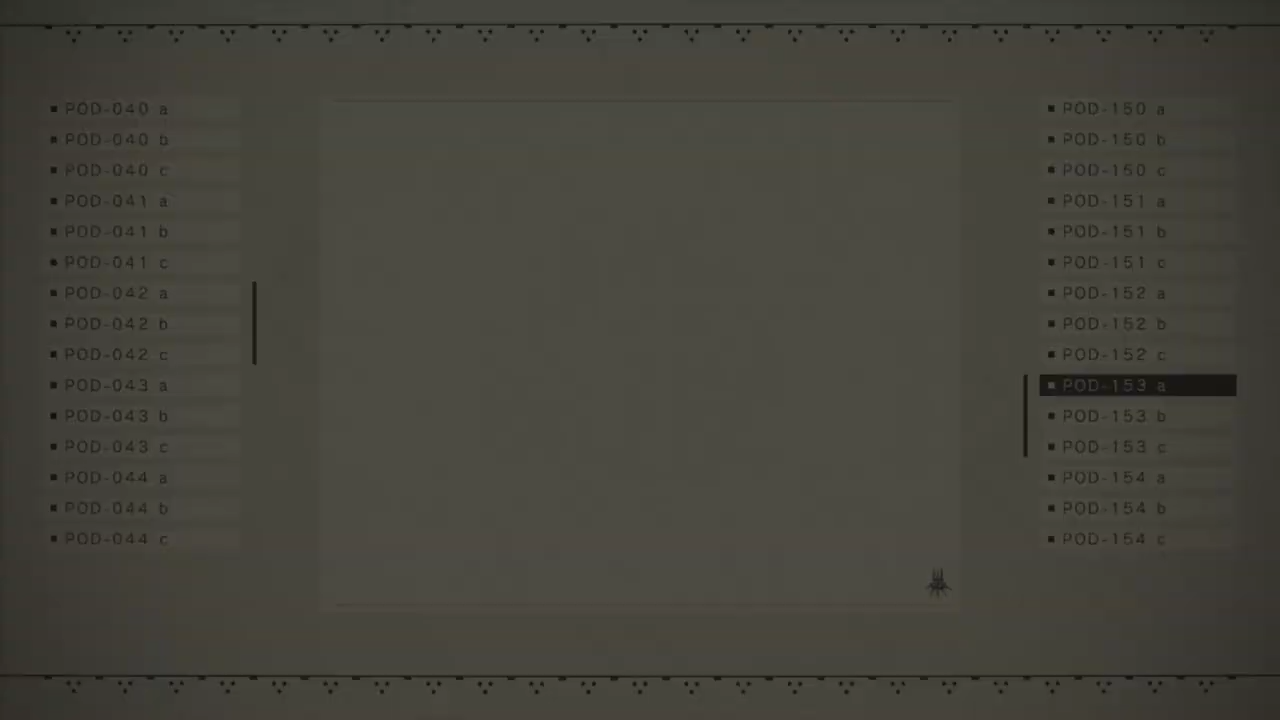 POD-040 a
POD-040 b
POD-040 c
POD-041 a
POD-041 b
POD-041 c
POD-042 a
POD-042 b
POD-042 c
POD-043 a
POD-043 b
POD-043 c
POD-044 a
POD-044 b
POD-044 c
POD-150 a
POD-150 b
POD-150 c
POD-151 a
POD-151 b
POD-151 c
POD-152 a
POD-152 b
POD-152 c
POD-153 a
POD-153 b
POD-153 c
POD-154 a
POD-154 b
POD-154 c